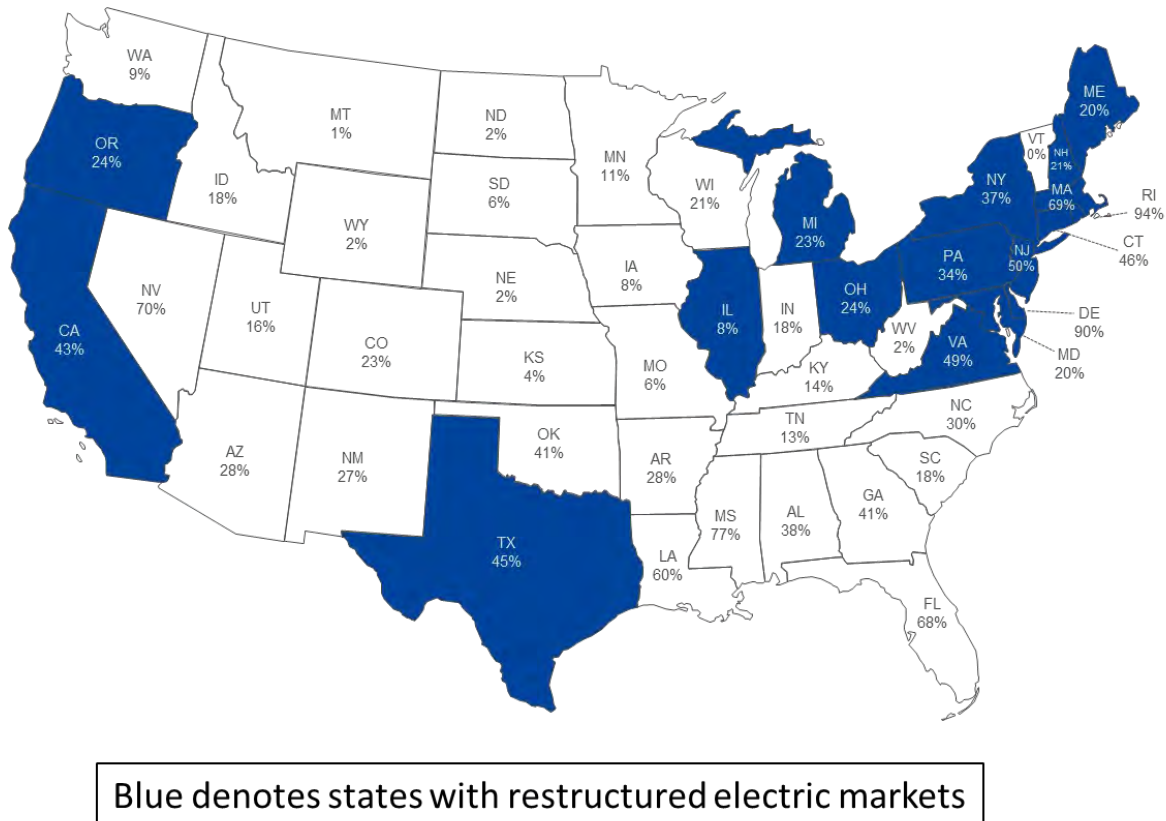 WA
9%
OR
24%
CA
43%
NV
70%
ID
18%
MT
1%
WY
2%
UT
16%
AZ
28%
CO
23%
NM
27%
ND
2%
SD
6%
NE
2%
KS
4%
OK
41%
TX
45%
MN
11%
IA
8%
MO
6%
AR
28%
LA
60%
WI
21%
IL
8%
MI
23%
IN
18%
OH
24%
KY
14%
TN
13%
MS
77%
AL
38%
GA
41%
FL
68%
SC
18%
NC
30%
VA
49%
WV
2%
PA
34%
NY
37%
NJ
50%
VT
0%
NH
21%
ME
20%
MA
69%
RI
94%
CT
46%
DE
90%
MD
20%
Blue denotes states with restructured electric markets